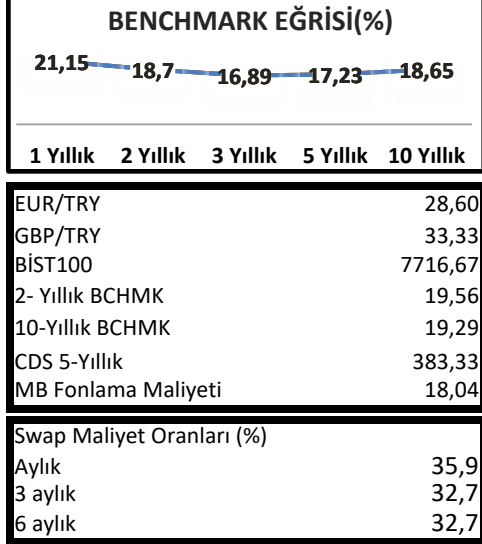 BENCHMARK EĞRİSİ(%)
21,15 18,7 16,89 17,23 18,65
1 Yıllık 2 Yıllık 3 Yıllık 5 Yıllık 10 Yıllık
EUR/TRY 28,60
GBP/TRY 33,33
BİST100 7716,67
2- Yıllık BCHMK 19,56
10-Yıllık BCHMK 19,29
CDS 5-Yıllık 383,33
MB Fonlama Maliyeti 18,04
Swap Maliyet Oranları (%)
Aylık 35,9
3 aylık 32,7
6 aylık 32,7